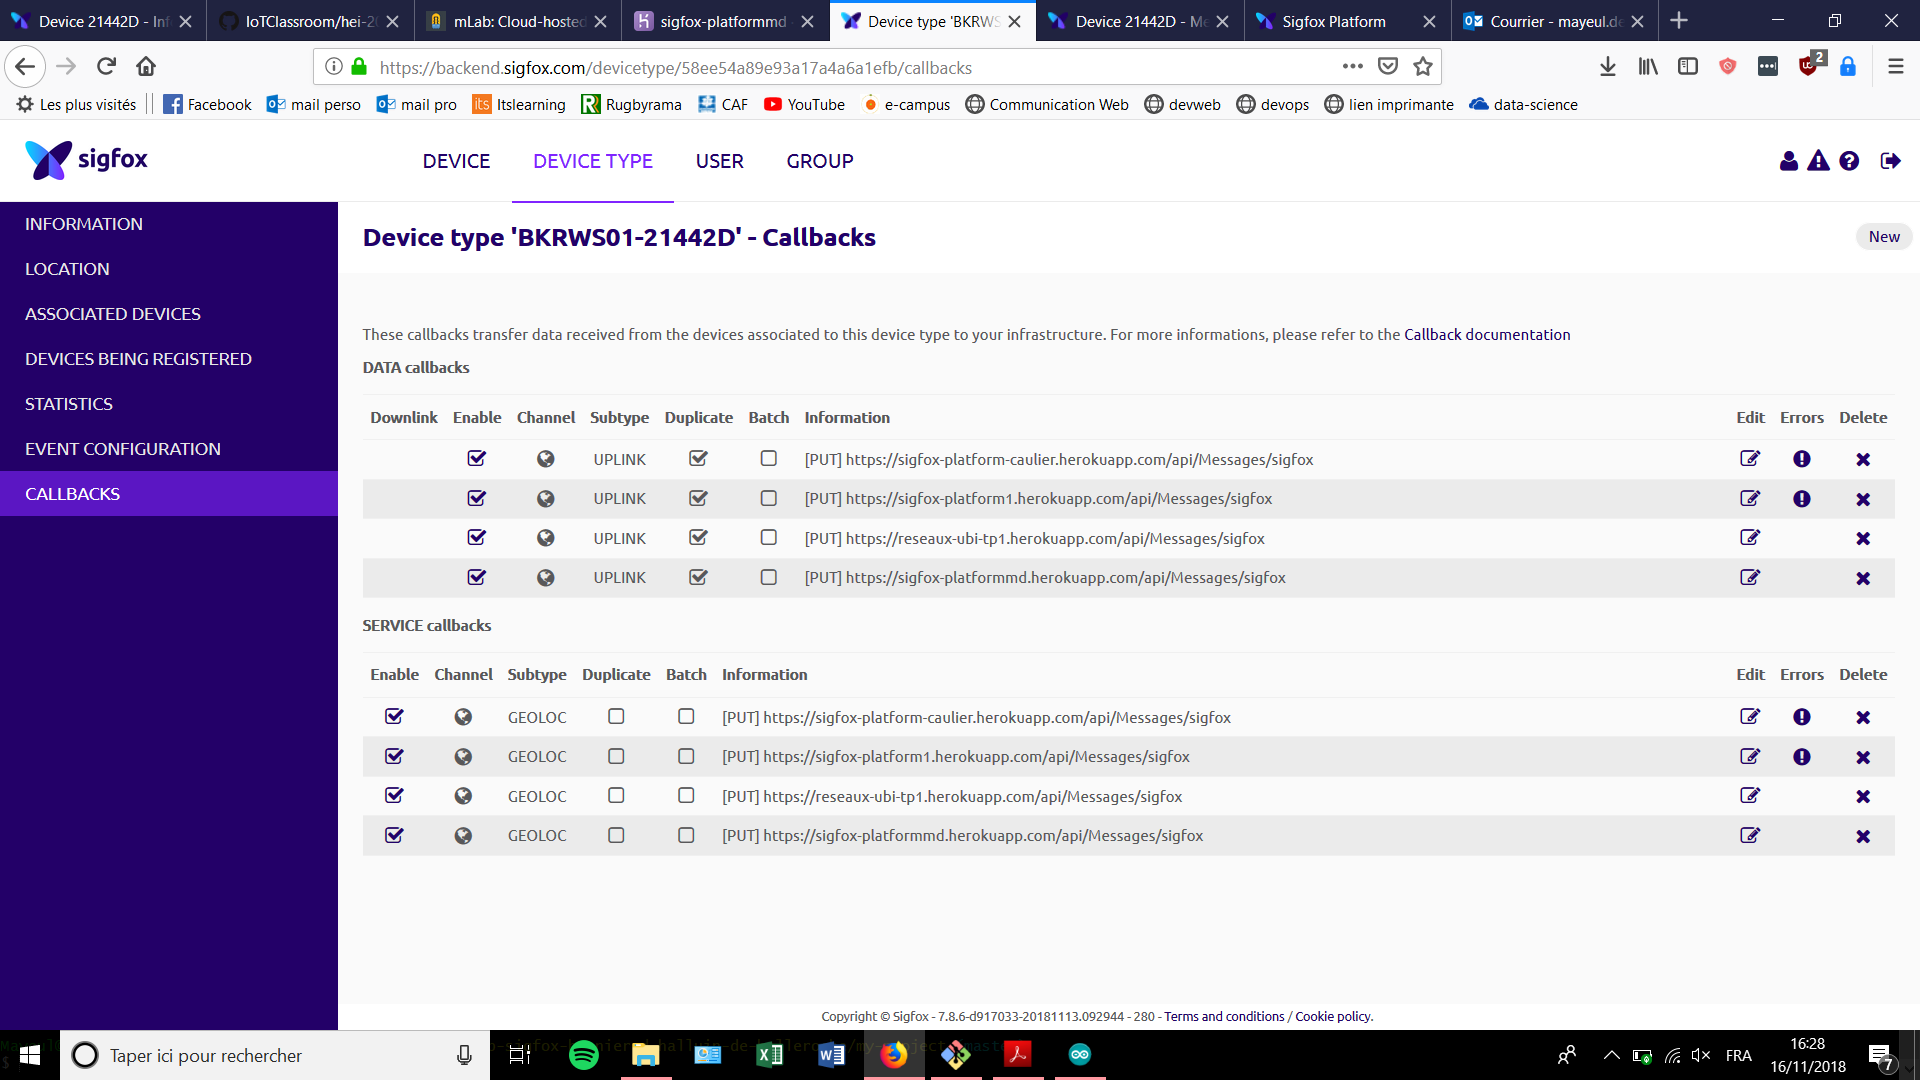 Device 21442D - Inf
IoTClassroom/hei-20
mLab: Cloud-hosted
sigfox-platformmd
Device type 'BKRWS
Device 21442D - Me
Sigfox Platform
Courrier - mayeul.de
https://backend.sigfox.com/devicetype/58ee54a89e93a17a4a6a1efb/callbacks
2
Les plus visités
Facebook
mail perso
mail pro
its Itslearning
Rugbyrama
CAF
YouTube
e-campus
Communication Web
devweb
devops
lien imprimante
data-science
sigfox
DEVICE DEVICE TYPE USER GROUP
INFORMATION
LOCATION
ASSOCIATED DEVICES
DEVICES BEING REGISTERED
STATISTICS
EVENT CONFIGURATION
CALLBACKS
Device type 'BKRWS01-21442D' - Callbacks
New
These callbacks transfer data received from the devices associated to this device type to your infrastructure. For more informations, please refer to the Callback documentation
DATA callbacks
Downlink Enable Channel Subtype Duplicate Batch Information Edit Errors Delete
UPLINK [PUT] https://sigfox-platform-caulier.herokuapp.com/api/Messages/sigfox
UPLINK [PUT] https://sigfox-platform1.herokuapp.com/api/Messages/sigfox
UPLINK [PUT] https://reseaux-ubi-tp1.herokuapp.com/api/Messages/sigfox
UPLINK [PUT] https://sigfox-platformmd.herokuapp.com/api/Messages/sigfox
SERVICE callbacks
Enable Channel Subtype Duplicate Batch Information Edit Errors Delete
GEOLOC [PUT] https://sigfox-platform-caulier.herokuapp.com/api/Messages/sigfox
GEOLOC [PUT] https://sigfox-platform1.herokuapp.com/api/Messages/sigfox
GEOLOC [PUT] https://reseaux-ubi-tp1.herokuapp.com/api/Messages/sigfox
GEOLOC [PUT] https://sigfox-platformmd.herokuapp.com/api/Messages/sigfox
Copyright © Sigfox - 7.8.6-d917033-20181113.092944 - 280 - Terms and conditions / Cookie policy.
Taper ici pour rechercher
FRA
16:28
16/11/2018
7